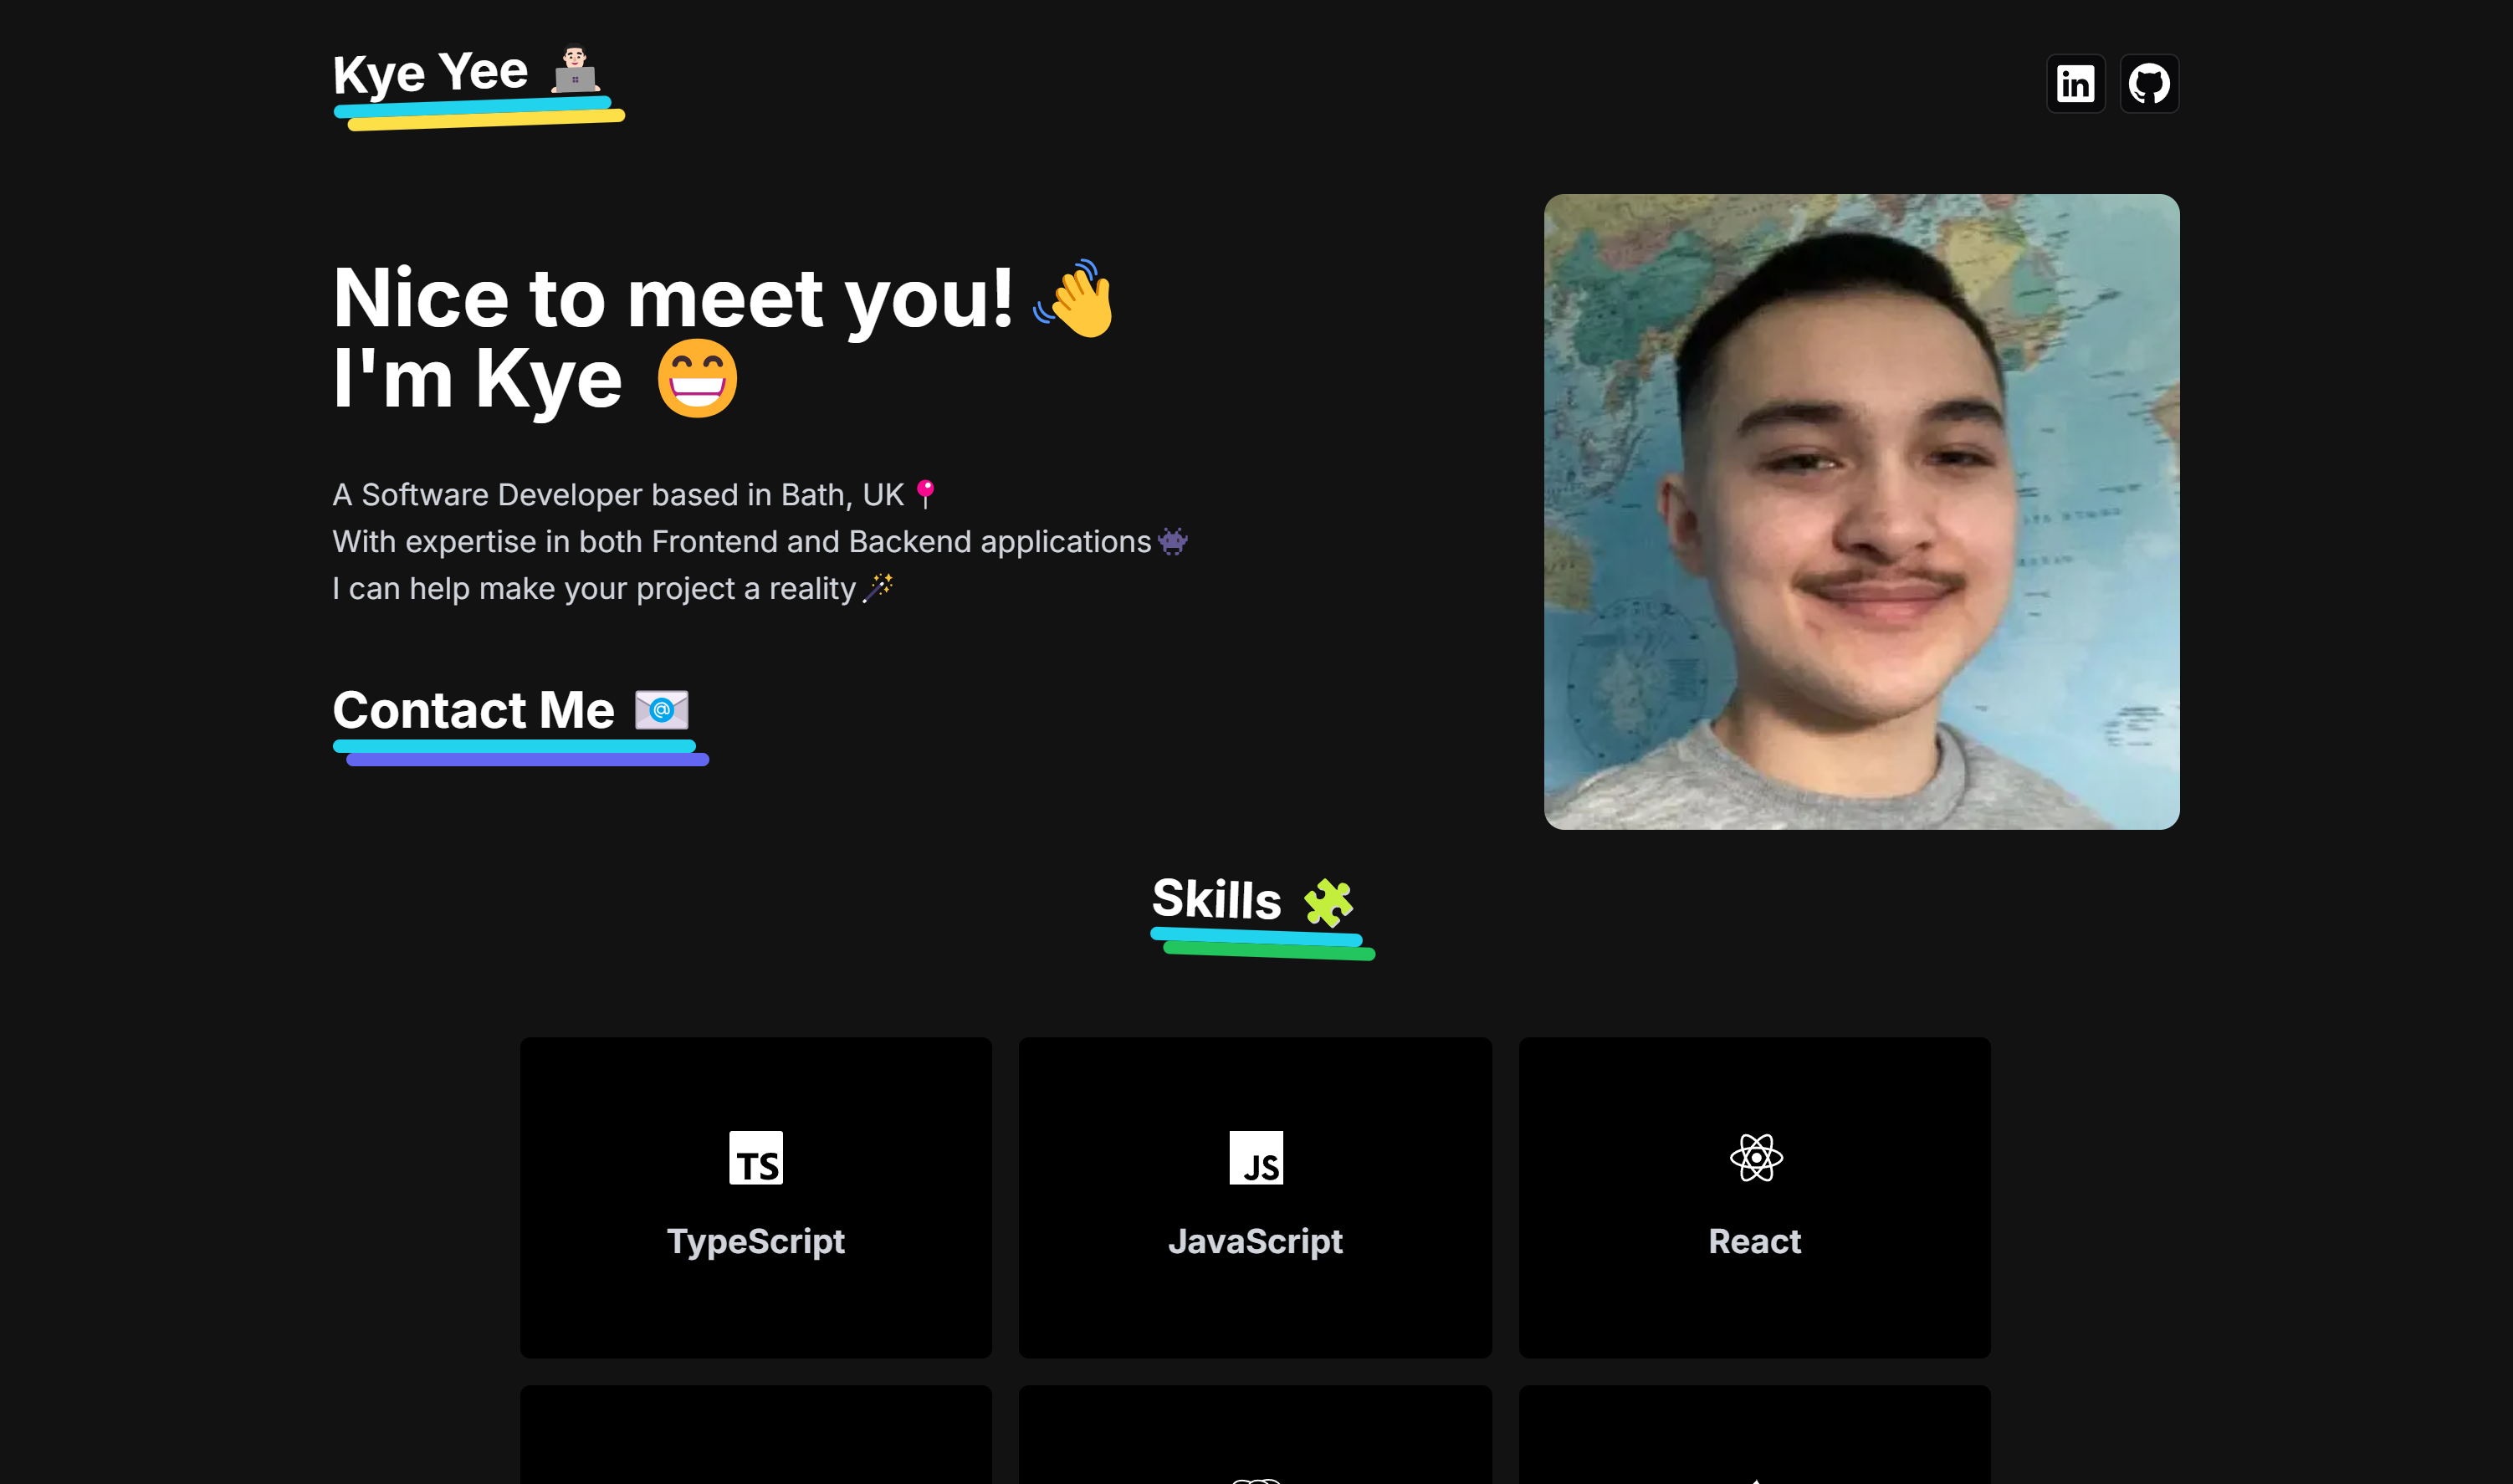 Kye Yee
Nice to meet you!
I'm Kye
A Software Developer based in Bath, UK
With expertise in both Frontend and Backend applications
I can help make your project a reality
Contact Me
Skills
TS
JS
TypeScript
JavaScript
React